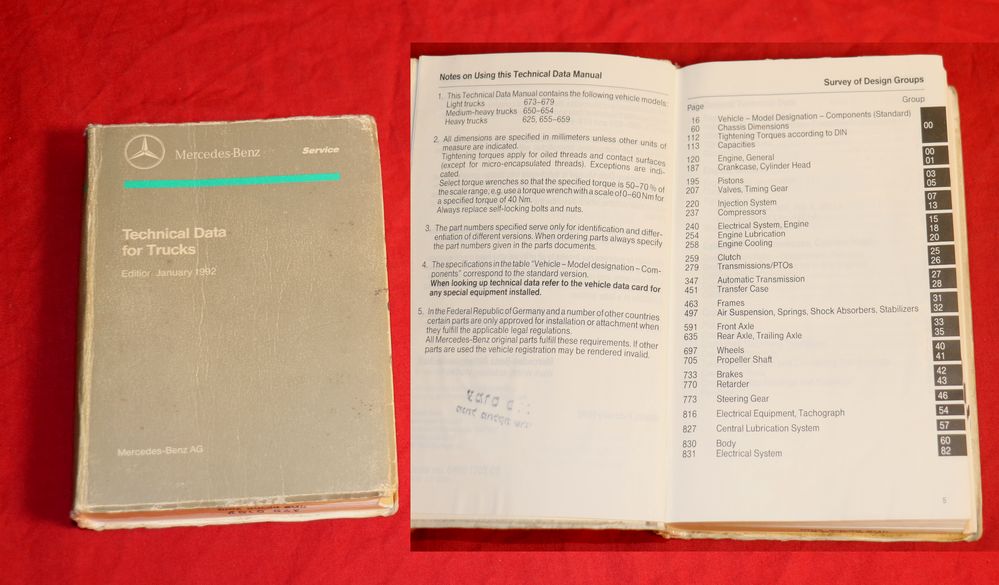 Mercedes-Benz
Service
Technical Data
for Trucks
Edition January 1992
Mercedes-Benz AG
Notes on Using this Technical Data Manual
1. This Technical Data Manual contains the following vehicle models:
Light trucks 673–679
Medium-heavy trucks 650–654
Heavy trucks 625, 655–659
2. All dimensions are specified in millimeters unless other units of
measure are indicated.
Tightening torques apply for oiled threads and contact surfaces
(except for micro-encapsulated threads). Exceptions are indi-
cated.
Select torque wrenches so that the specified torque is 50–70 % of
the scale range, e.g. use a torque wrench with a scale of 0–60 Nm for
a specified torque of 40 Nm.
Always replace self-locking bolts and nuts.
3. The part numbers specified serve only for identification and differ-
entiation of different versions. When ordering parts always specify
the part numbers given in the parts documents.
4. The specifications in the table "Vehicle – Model designation – Com-
ponents" correspond to the standard version.
When looking up technical data refer to the vehicle data card for
any special equipment installed.
5. In the Federal Republic of Germany and a number of other countries
certain parts are only approved for installation or attachment when
they fulfill the applicable legal regulations.
All Mercedes-Benz original parts fulfill these requirements. If other
parts are used the vehicle registration may be rendered invalid.
Survey of Design Groups
Page Group
16 Vehicle – Model Designation – Components (Standard)
60 Chassis Dimensions 00
112 Tightening Torques according to DIN
113 Capacities
120 Engine, General 00
187 Crankcase, Cylinder Head 01
195 Pistons 03
207 Valves, Timing Gear 05
220 Injection System 07
237 Compressors 13
240 Electrical System, Engine 15
254 Engine Lubrication 18
258 Engine Cooling 20
259 Clutch 25
279 Transmissions/PTOs 26
347 Automatic Transmission 27
451 Transfer Case 28
463 Frames 31
497 Air Suspension, Springs, Shock Absorbers, Stabilizers 32
591 Front Axle 33
635 Rear Axle, Trailing Axle 35
697 Wheels 40
705 Propeller Shaft 41
733 Brakes 42
770 Retarder 43
773 Steering Gear 46
816 Electrical Equipment, Tachograph 54
827 Central Lubrication System 57
830 Body 60
831 Electrical System 82
5